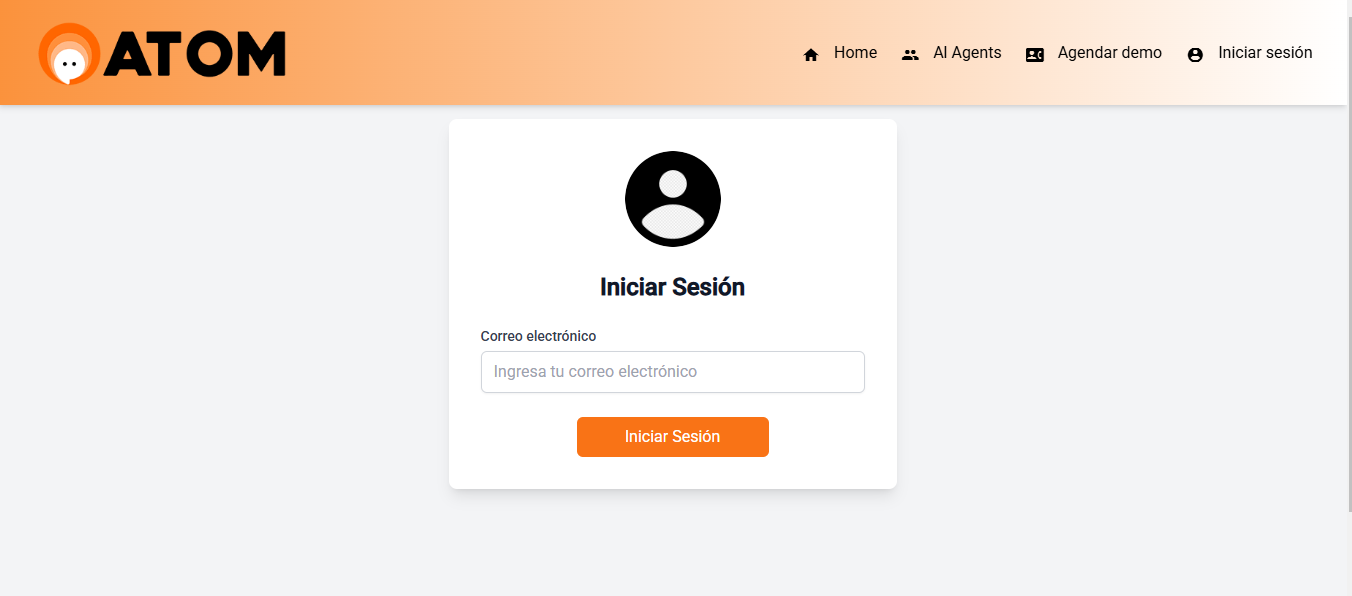 ATOM
Home AI Agents Agendar demo Iniciar sesión
Iniciar Sesión
Correo electrónico
Ingresa tu correo electrónico
Iniciar Sesión